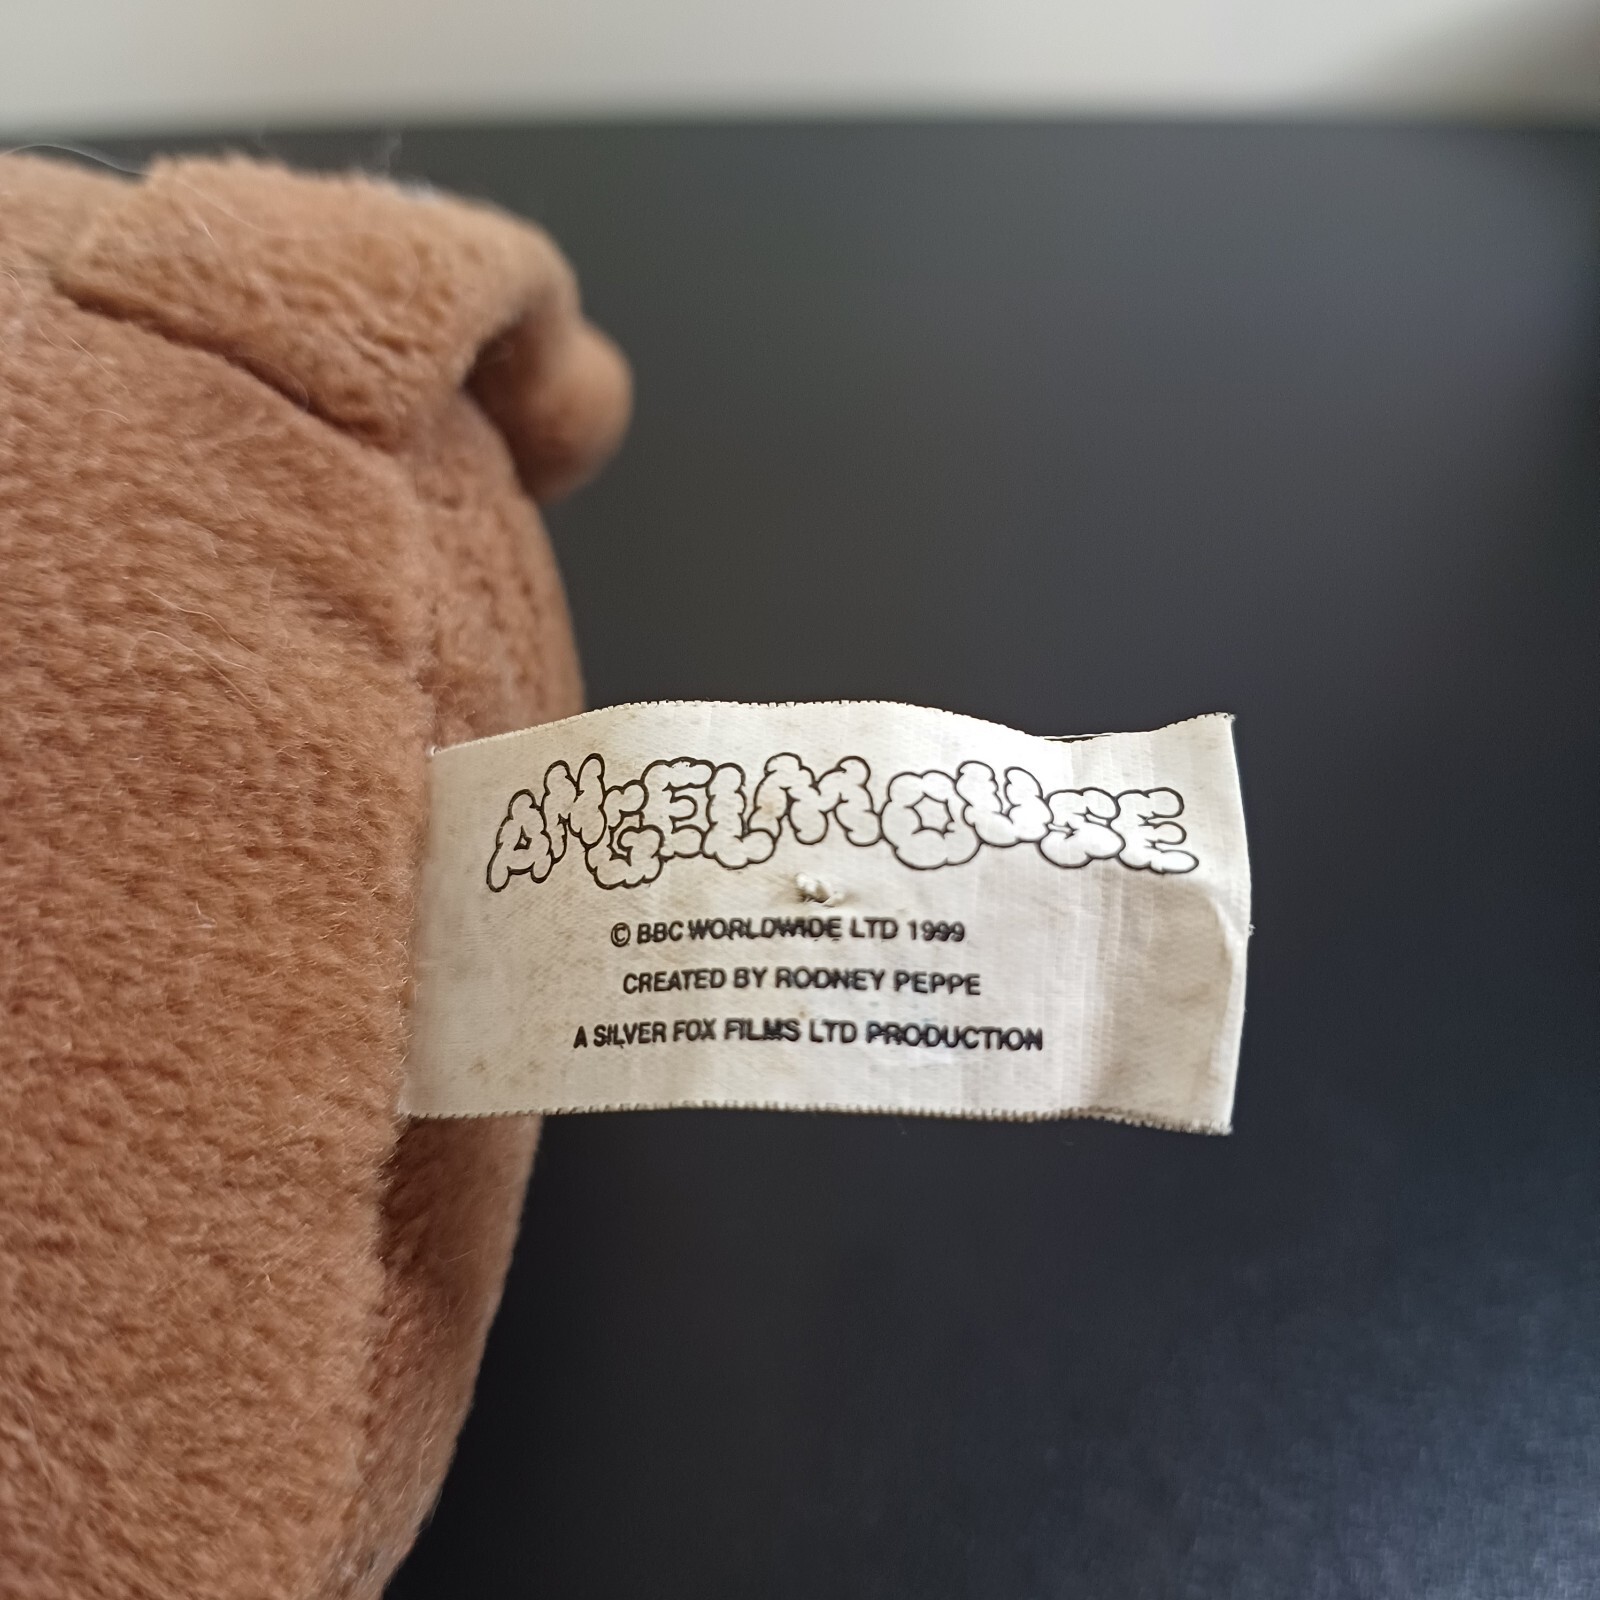 ANGELMOUSE
© BBC WORLDWIDE LTD 1999
CREATED BY RODNEY PEPPE
A SILVER FOX FILMS LTD PRODUCTION